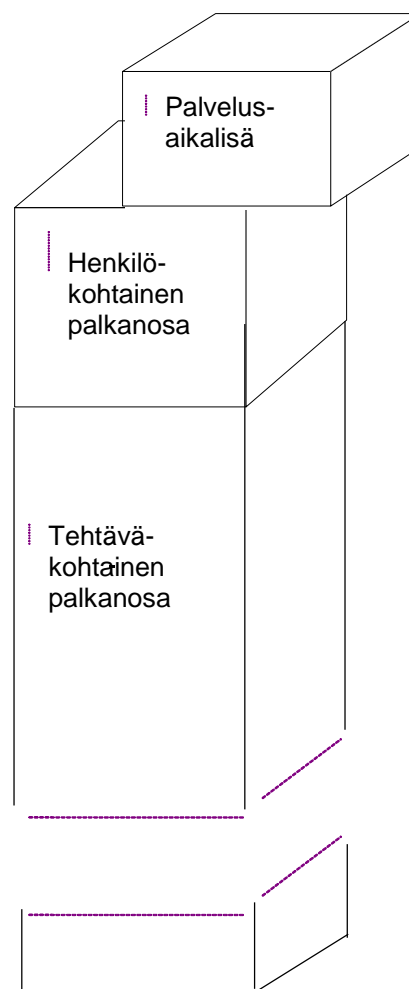 Palvelus-
aikalisä
Henkilö-
kohtainen
palkanosa
Tehtävä-
kohtainen
palkanosa